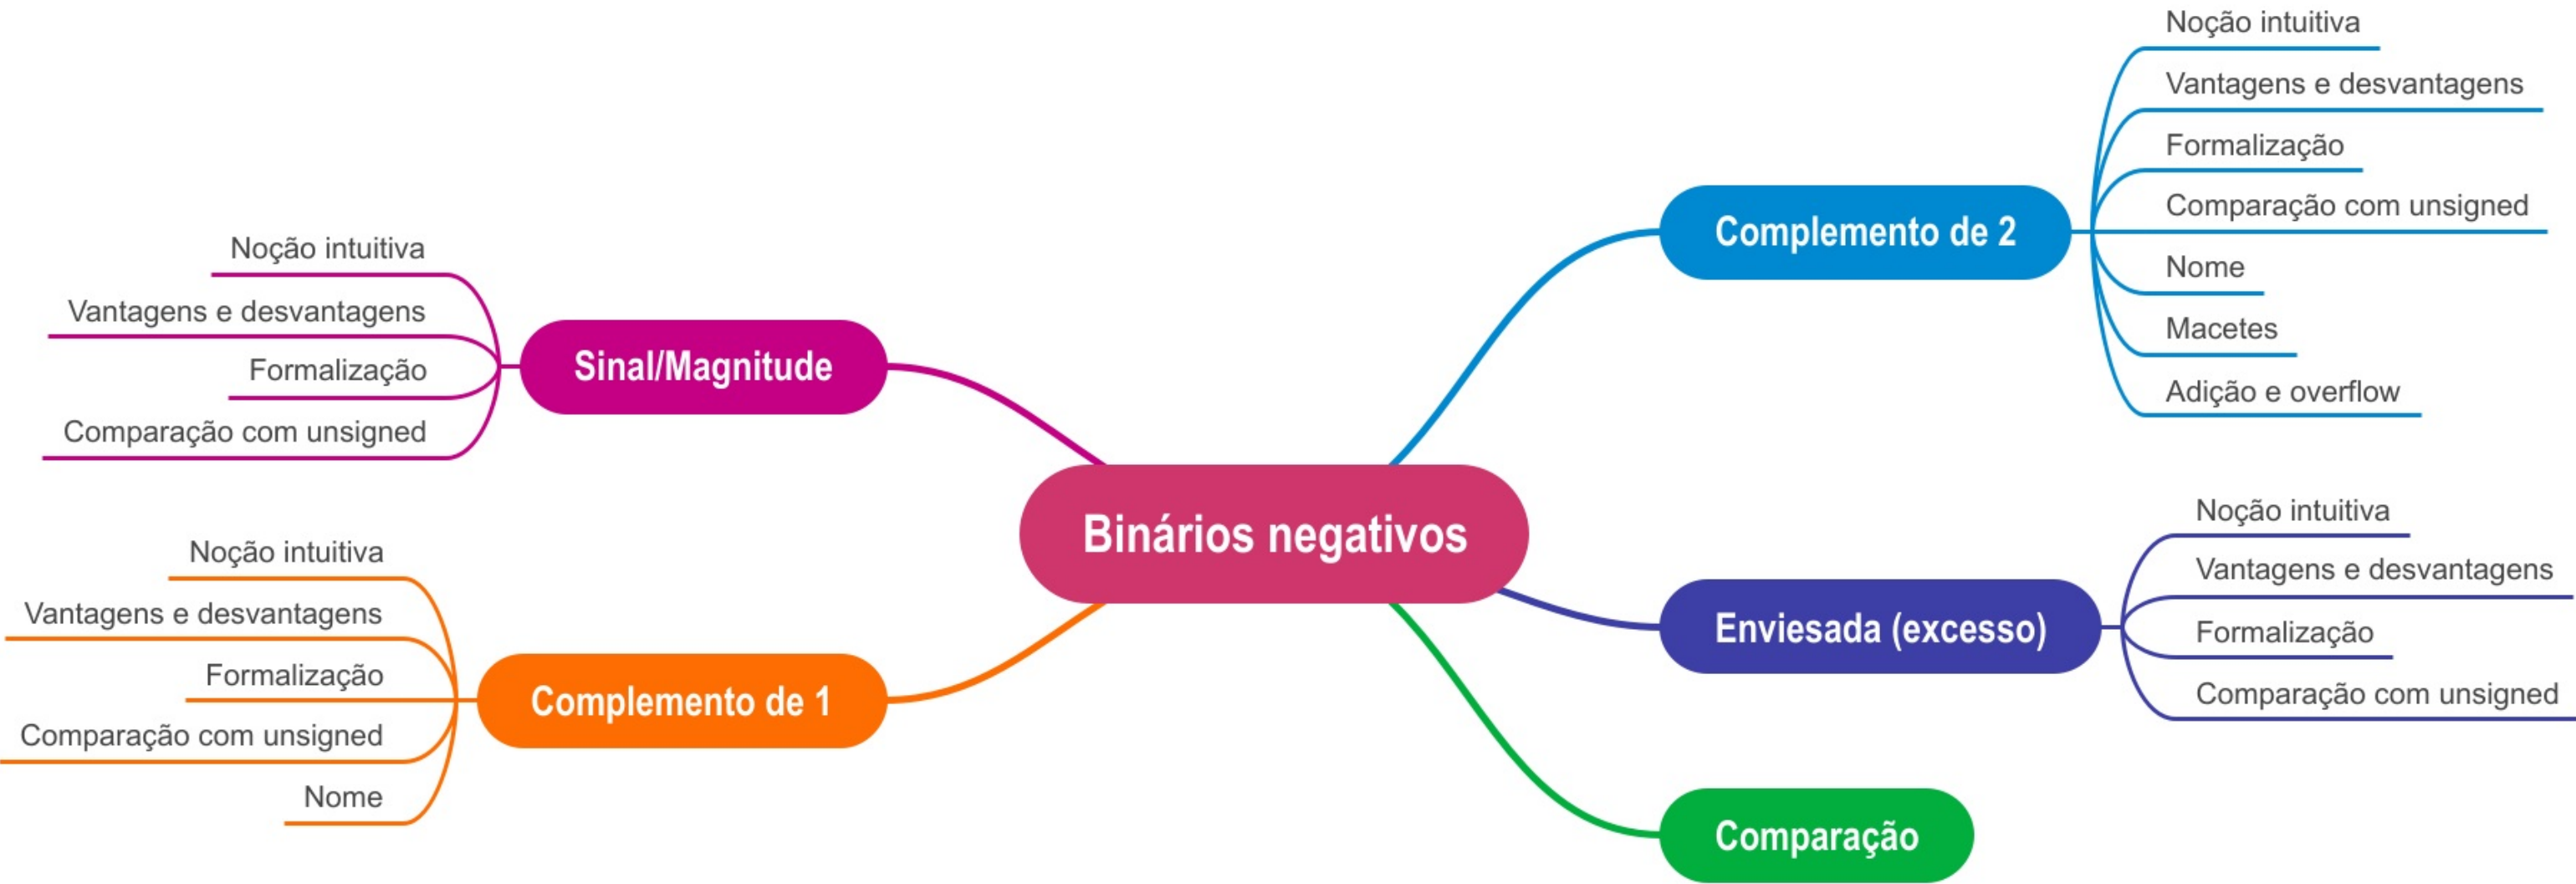 Binários negativos
Sinal/Magnitude
Noção intuitiva
Vantagens e desvantagens
Formalização
Comparação com unsigned
Complemento de 1
Noção intuitiva
Vantagens e desvantagens
Formalização
Comparação com unsigned
Nome
Complemento de 2
Noção intuitiva
Vantagens e desvantagens
Formalização
Comparação com unsigned
Nome
Macetes
Adição e overflow
Enviesada (excesso)
Noção intuitiva
Vantagens e desvantagens
Formalização
Comparação com unsigned
Comparação